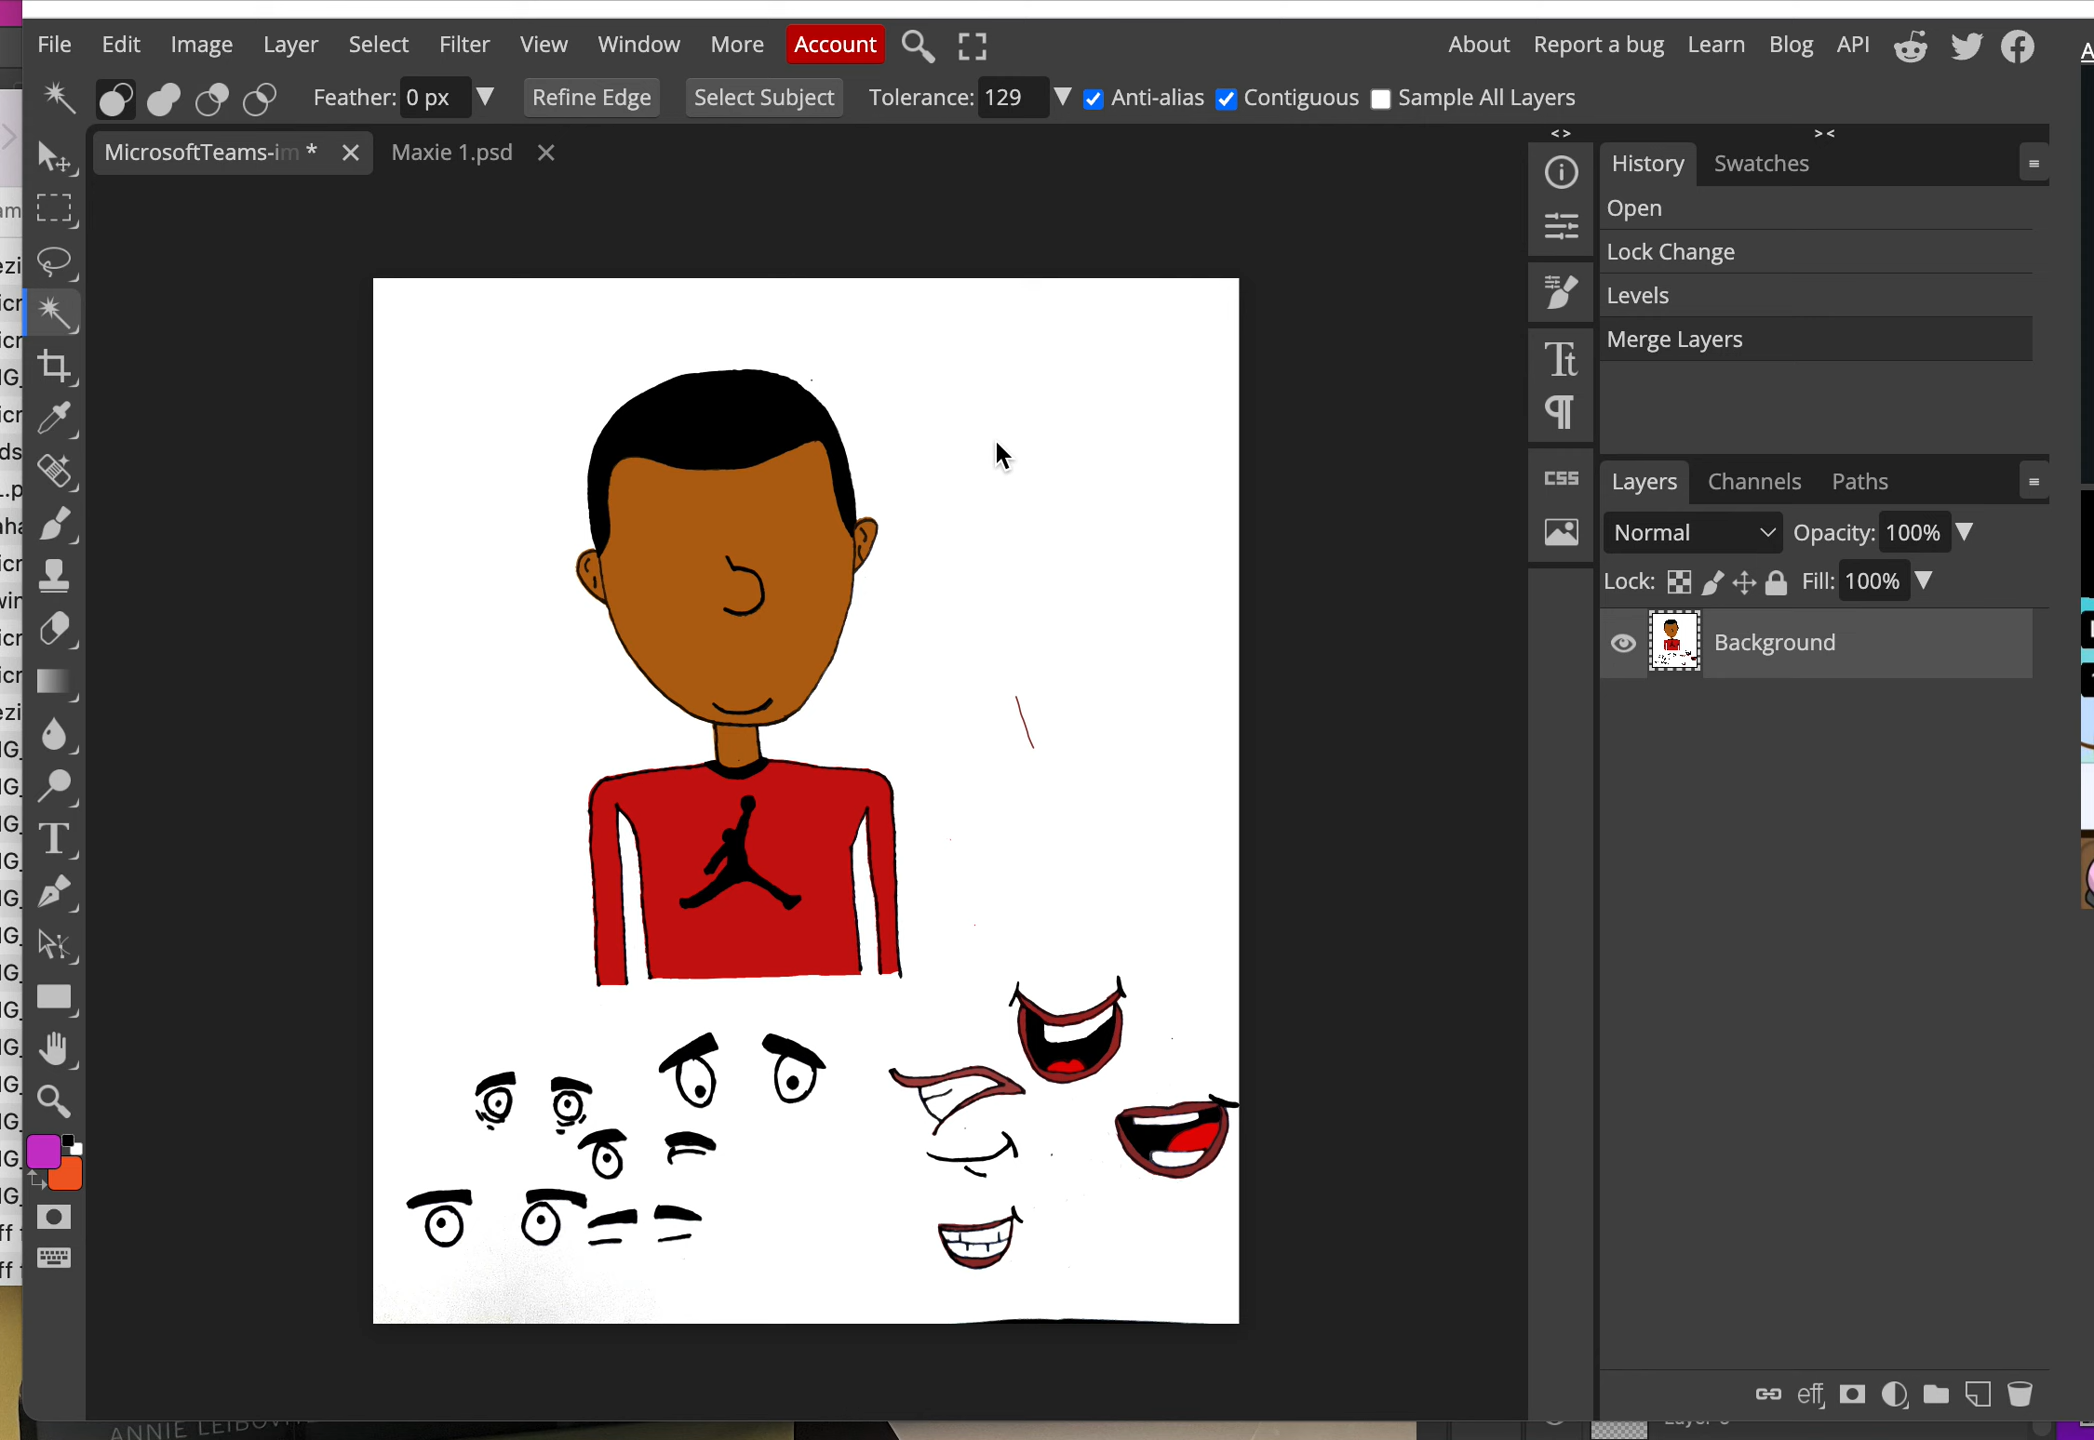 File Edit Image Layer Select Filter View Window More Account About Report a bug Learn Blog API
Feather: 0 px Refine Edge Select Subject Tolerance: 129 Anti-alias Contiguous Sample All Layers
MicrosoftTeams-im * Maxie 1.psd
History Swatches
Open
Lock Change
Levels
Merge Layers
CSS
Layers Channels Paths
Normal Opacity: 100%
Lock: Fill: 100%
Background
eff
ANNIE LEIBOV